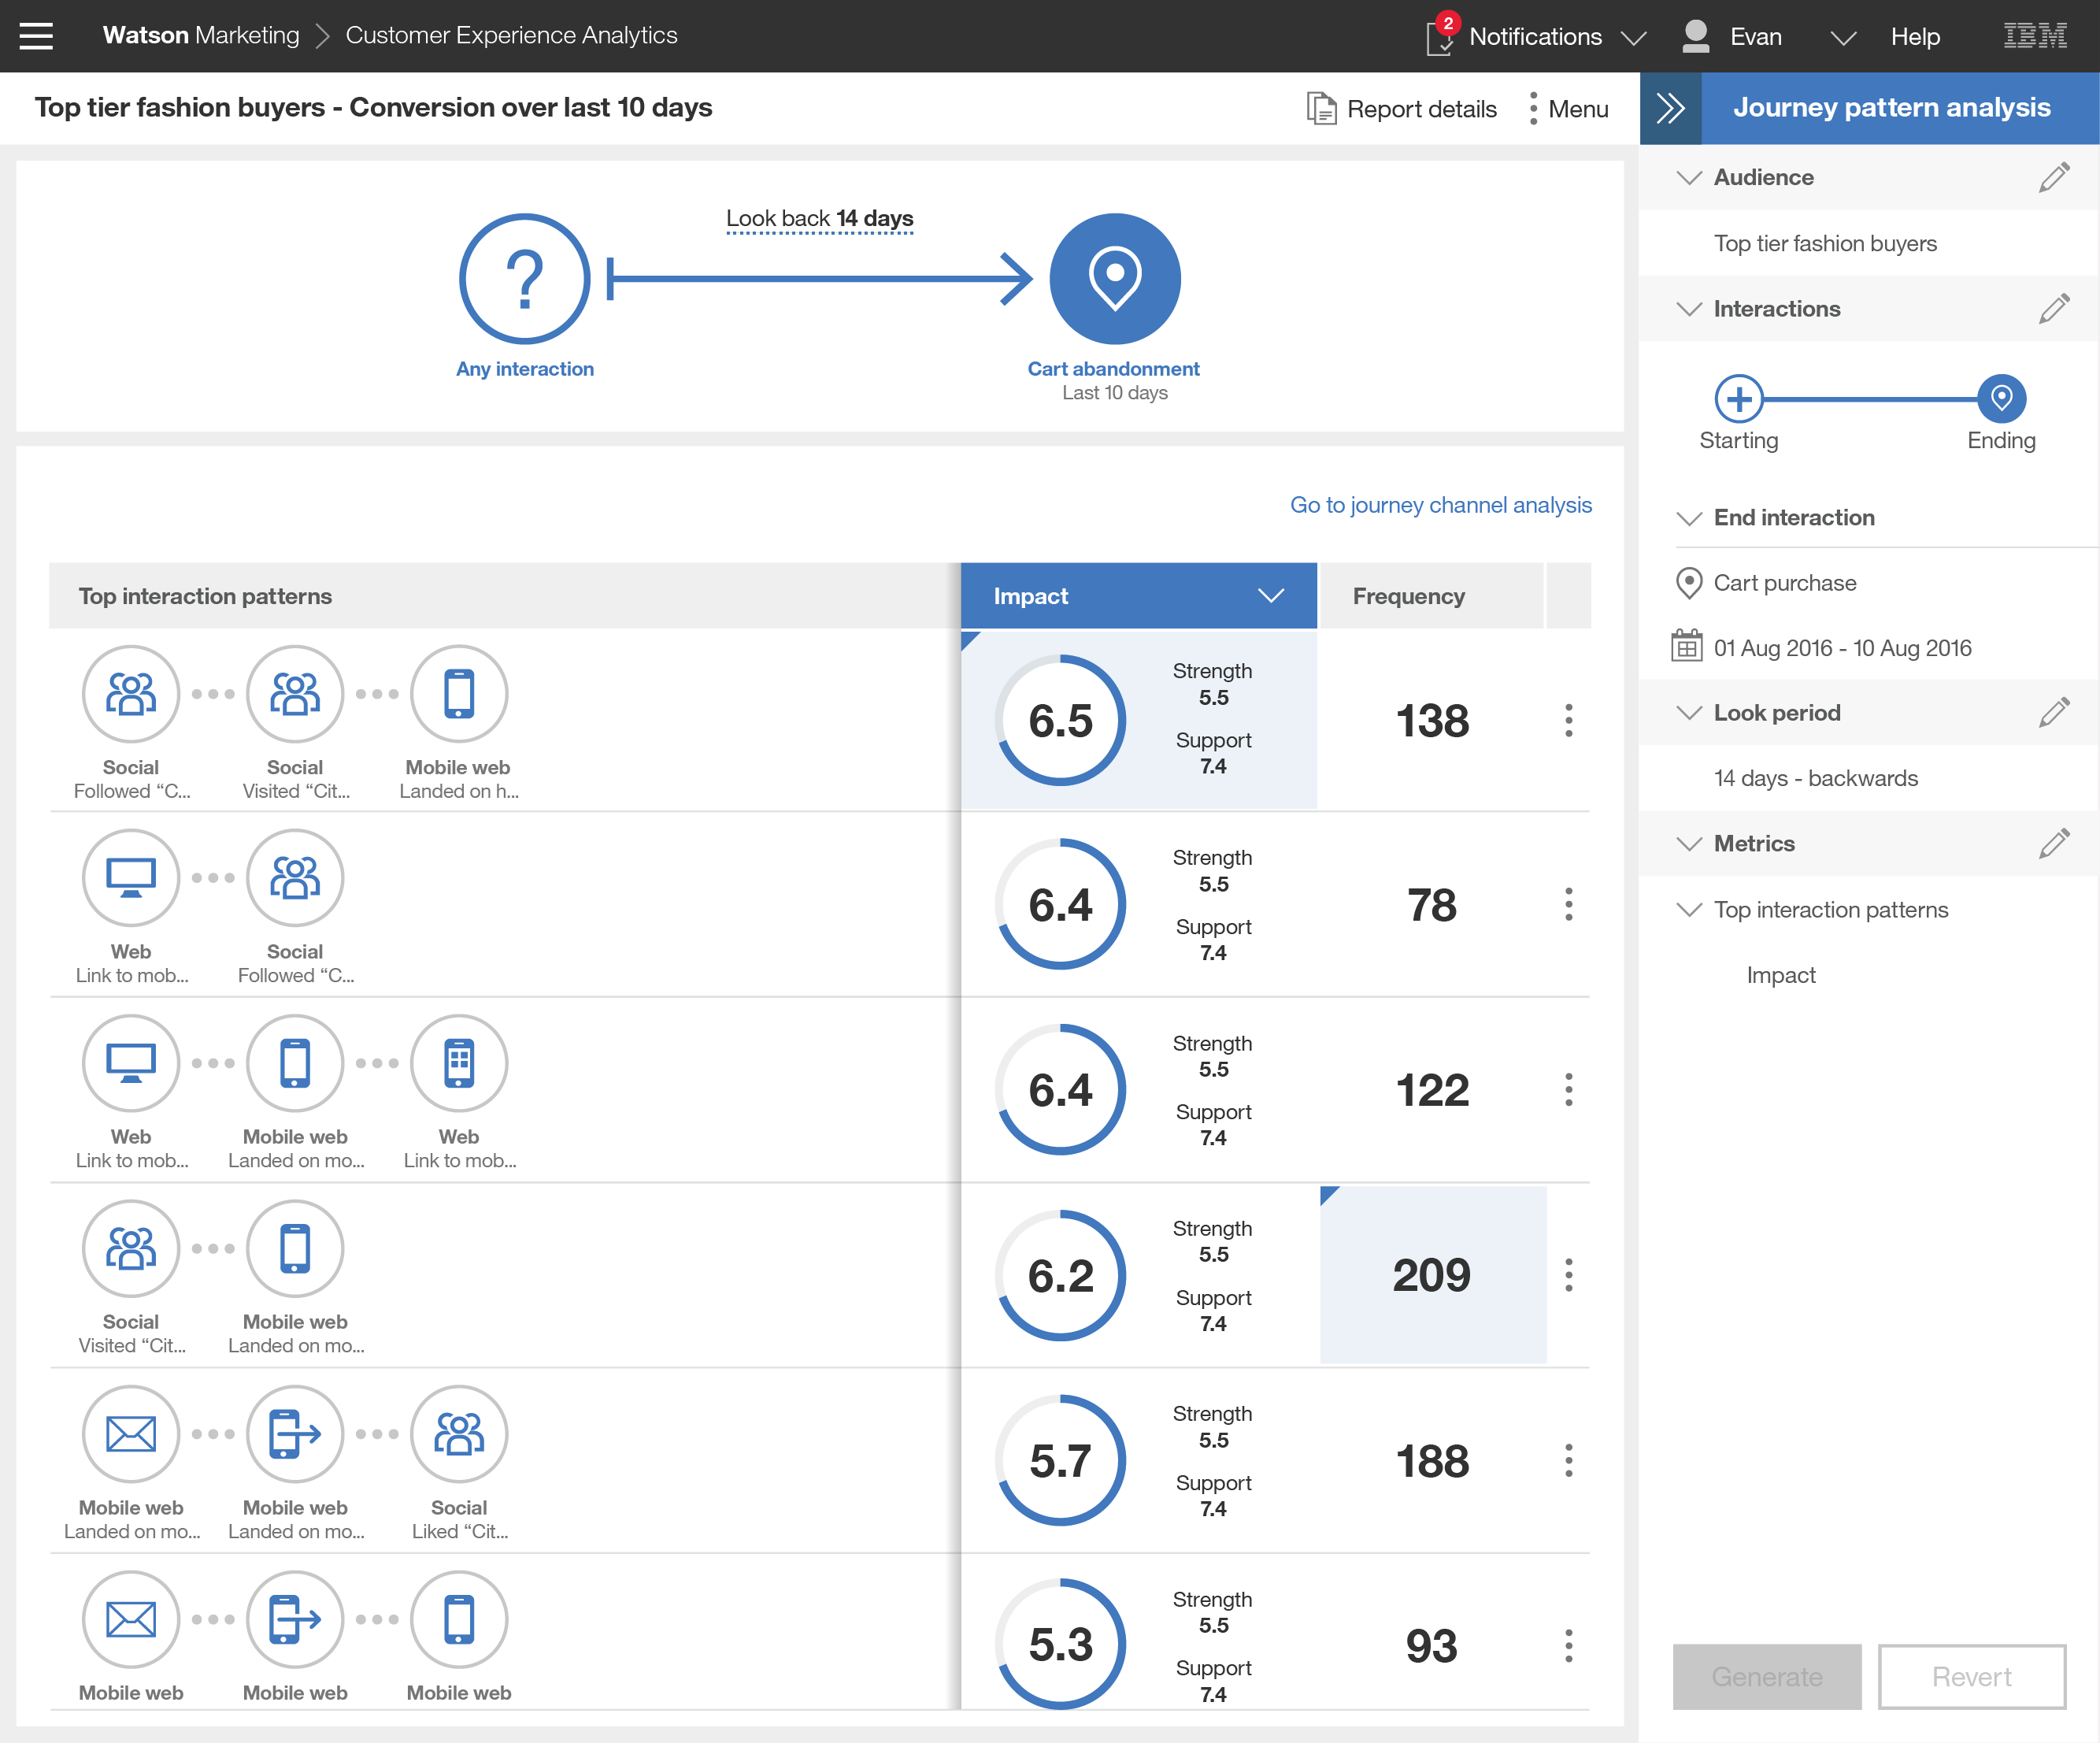 Watson Marketing Customer Experience Analytics
2 Notifications Evan Help IBM
Top tier fashion buyers - Conversion over last 10 days
Report details Menu
Journey pattern analysis
Look back 14 days
?
Any interaction
Cart abandonment
Last 10 days
Go to journey channel analysis
Top interaction patterns Impact Frequency
Social Social Mobile web
Followed “C... Visited “Cit... Landed on h...
6.5
Strength
5.5
Support
7.4
138
Web Social
Link to mob... Followed “C...
6.4
Strength
5.5
Support
7.4
78
Web Mobile web Web
Link to mob... Landed on mo... Link to mob...
6.4
Strength
5.5
Support
7.4
122
Social Mobile web
Visited “Cit... Landed on mo...
6.2
Strength
5.5
Support
7.4
209
Mobile web Mobile web Social
Landed on mo... Landed on mo... Liked “Cit...
5.7
Strength
5.5
Support
7.4
188
Mobile web Mobile web Mobile web
5.3
Strength
5.5
Support
7.4
93
Audience
Top tier fashion buyers
Interactions
Starting Ending
End interaction
Cart purchase
01 Aug 2016 - 10 Aug 2016
Look period
14 days - backwards
Metrics
Top interaction patterns
Impact
Generate Revert